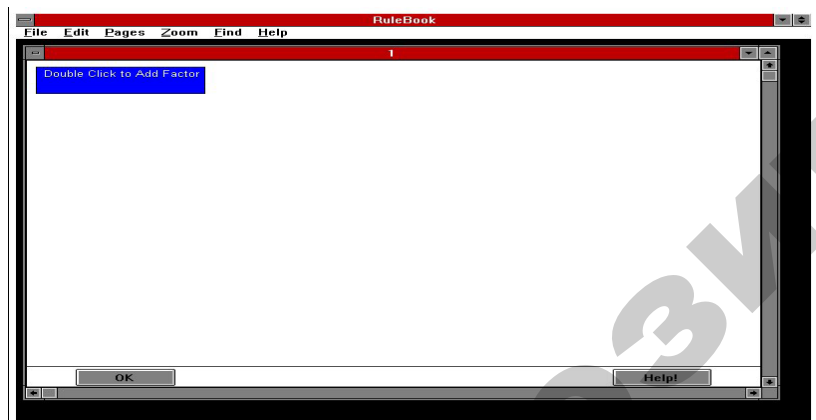 RuleBook
File Edit Pages Zoom Find Help
1
Double Click to Add Factor
OK Help!